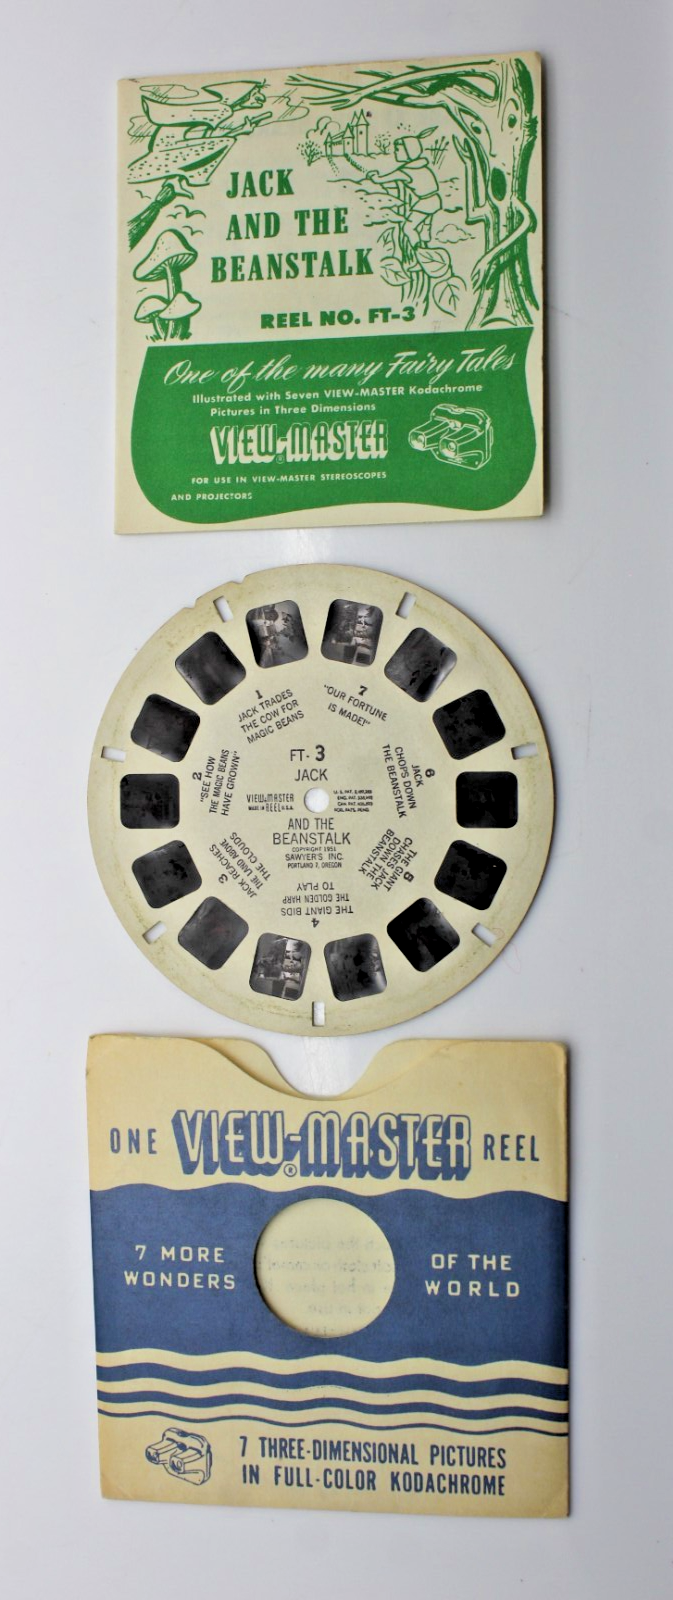 JACK
AND THE
BEANSTALK
REEL NO. FT-3
One of the many Fairy Tales
Illustrated with Seven VIEW-MASTER Kodachrome
Pictures in Three Dimensions
VIEW-MASTER
®
FOR USE IN VIEW-MASTER STEREOSCOPES
AND PROJECTORS
1
JACK TRADES
THE COW FOR
MAGIC BEANS
7
"OUR FORTUNE
IS MADE!"
2
"SEE HOW
THE MAGIC BEANS
HAVE GROWN"
FT-3
JACK
6
JACK
CHOPS DOWN
THE BEANSTALK
VIEW-MASTER
REEL
AND THE
BEANSTALK
COPYRIGHT 1951
SAWYER'S INC.
PORTLAND 7, OREGON
3
JACK REACHES
THE LAND ABOVE
THE CLOUDS
THE GIANT
CHASES JACK
DOWN THE
BEANSTALK
4
THE GIANT BIDS
THE GOLDEN HARP
TO PLAY
ONE VIEW-MASTER REEL
®
7 MORE
WONDERS
OF THE
WORLD
7 THREE-DIMENSIONAL PICTURES
IN FULL-COLOR KODACHROME